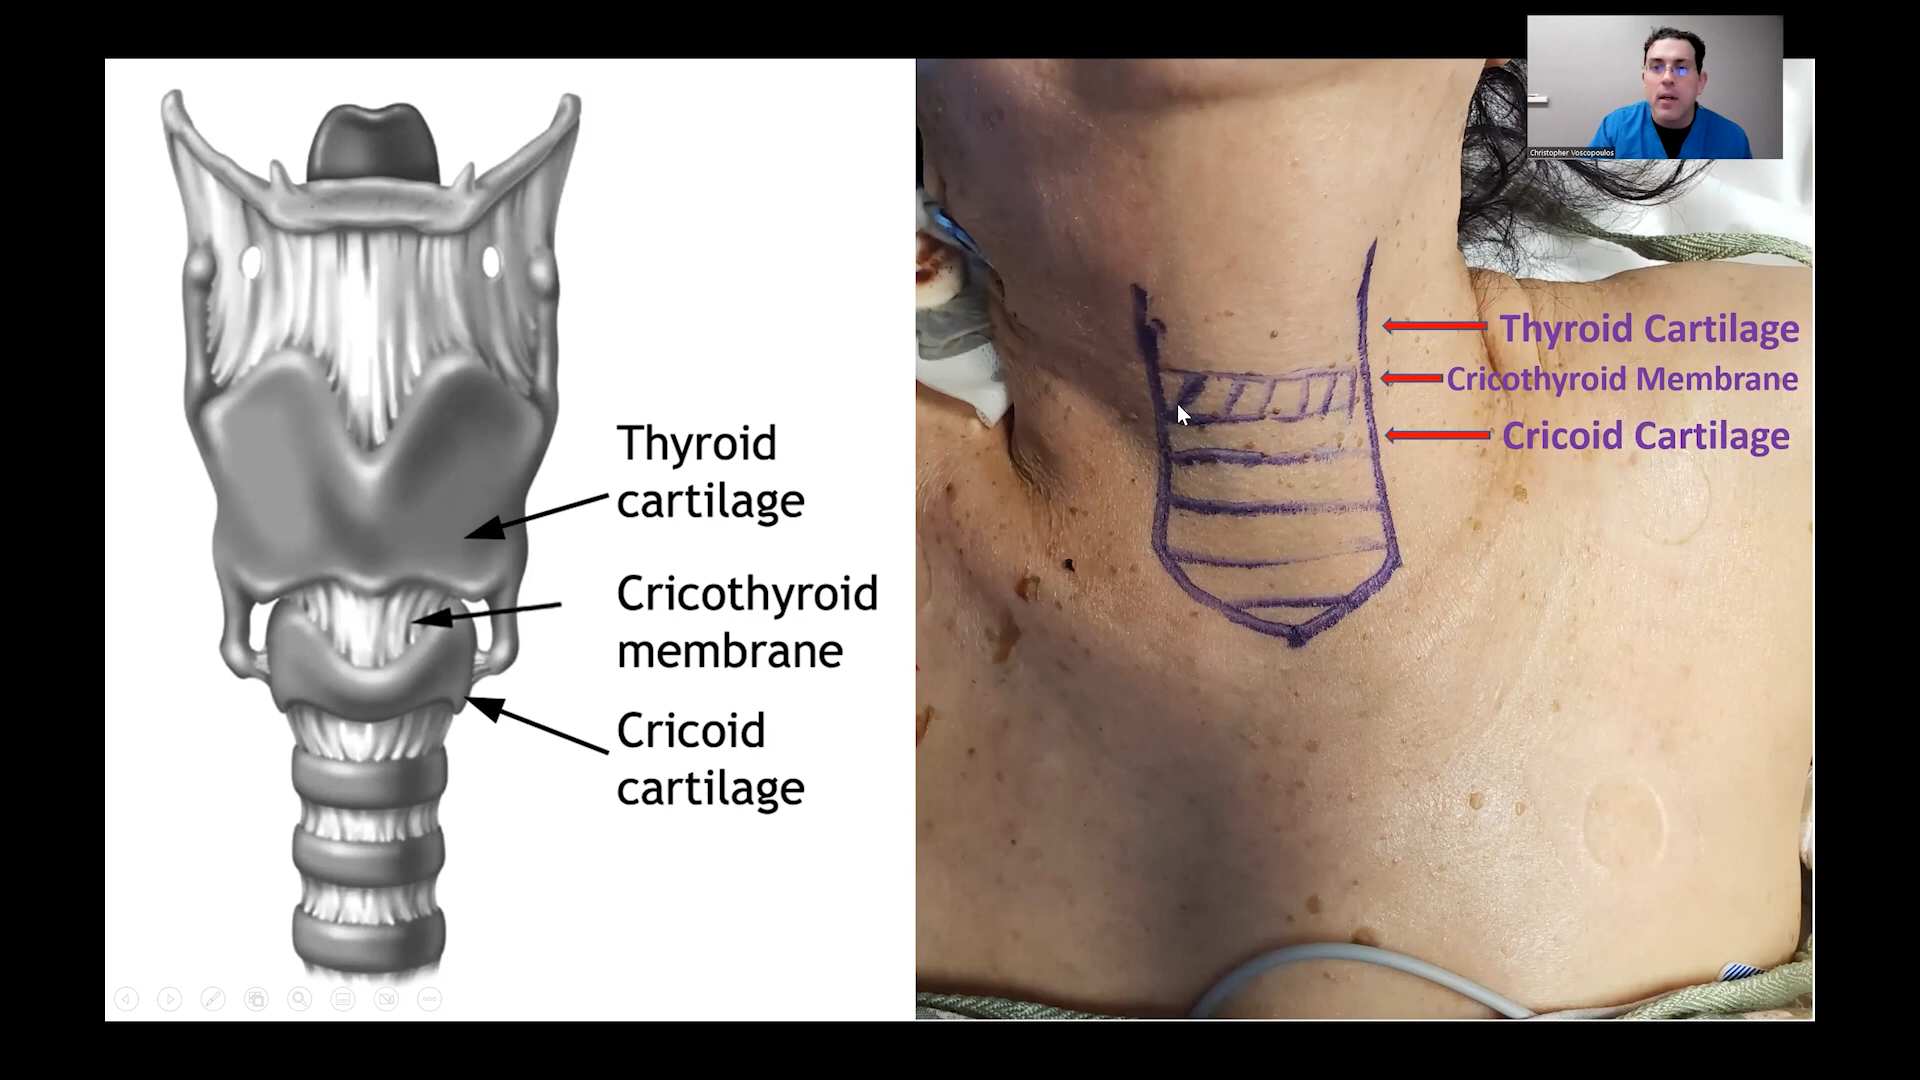 Thyroid
cartilage
Cricothyroid
membrane
Cricoid
cartilage
Thyroid Cartilage
Cricothyroid Membrane
Cricoid Cartilage
Christopher Voscopoulos